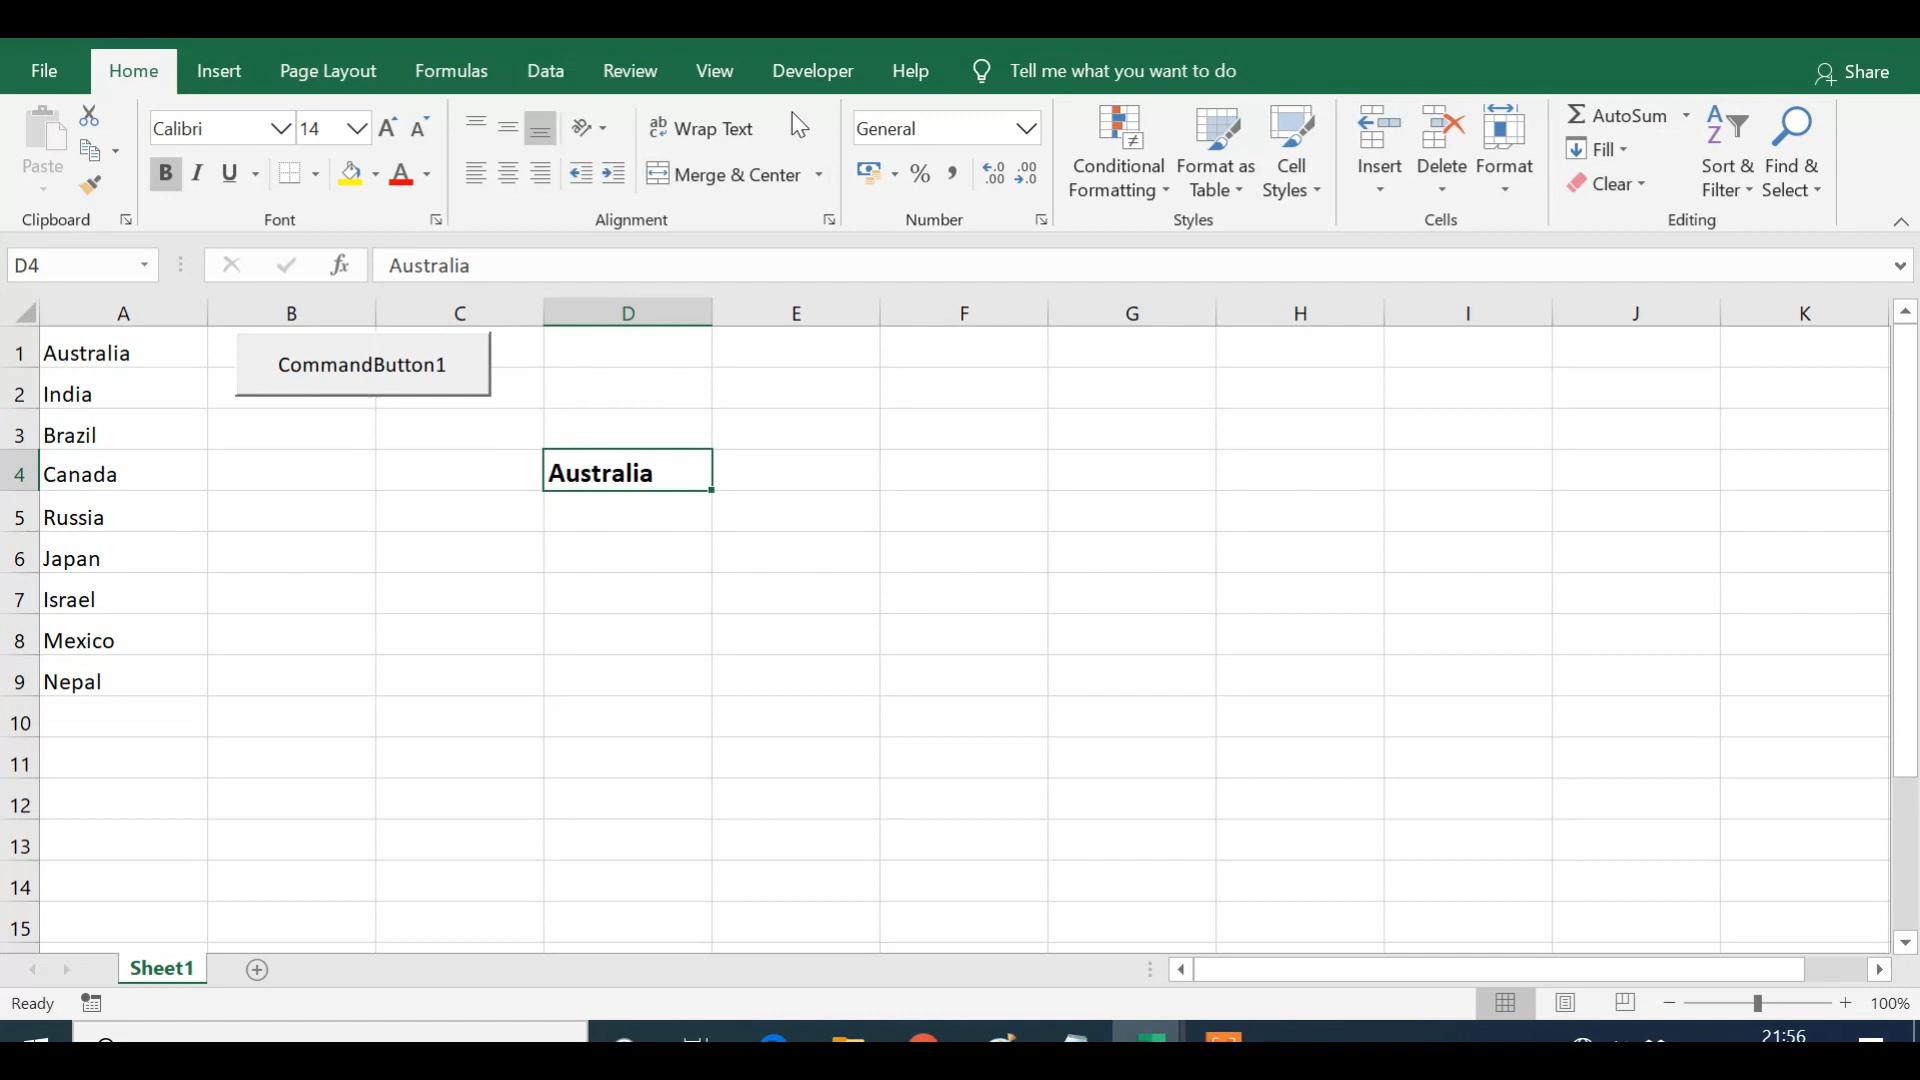 File Home Insert Page Layout Formulas Data Review View Developer Help Tell me what you want to do Share
Calibri 14 Wrap Text General AutoSum
Paste B I U Merge & Center % Conditional Formatting Format as Table Cell Styles Insert Delete Format Fill Clear Sort & Filter Find & Select
Clipboard Font Alignment Number Styles Cells Editing
D4 fx Australia
A B C D E F G H I J K
1 Australia CommandButton1
2 India
3 Brazil
4 Canada Australia
5 Russia
6 Japan
7 Israel
8 Mexico
9 Nepal
10
11
12
13
14
15
Sheet1
Ready 100%
21:56